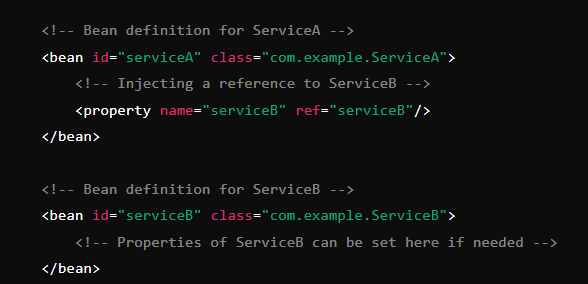 <!-- Bean definition for ServiceA -->
<bean id="serviceA" class="com.example.ServiceA">
<!-- Injecting a reference to ServiceB -->
<property name="serviceB" ref="serviceB"/>
</bean>
<!-- Bean definition for ServiceB -->
<bean id="serviceB" class="com.example.ServiceB">
<!-- Properties of ServiceB can be set here if needed -->
</bean>